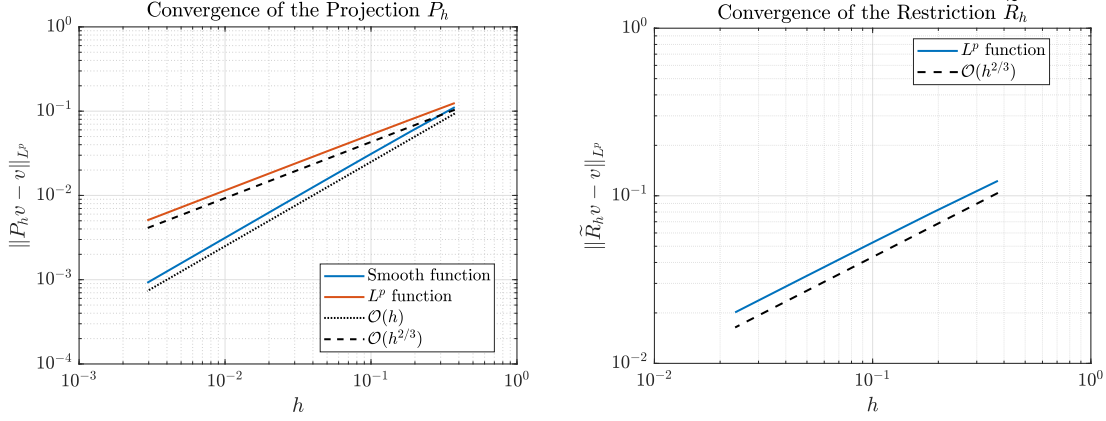 Convergence of the Projection $P_h$
$10^0$
$10^{-1}$
$10^{-2}$
$10^{-3}$
$10^{-4}$
$\|P_h v - v\|_{L^p}$
Smooth function
$L^p$ function
$\mathcal{O}(h)$
$\mathcal{O}(h^{2/3})$
$10^{-3}$ $10^{-2}$ $10^{-1}$ $10^0$
$h$
Convergence of the Restriction $\widetilde{R}_h$
$10^0$
$10^{-1}$
$10^{-2}$
$\|\widetilde{R}_h v - v\|_{L^p}$
$L^p$ function
$\mathcal{O}(h^{2/3})$
$10^{-2}$ $10^{-1}$ $10^0$
$h$